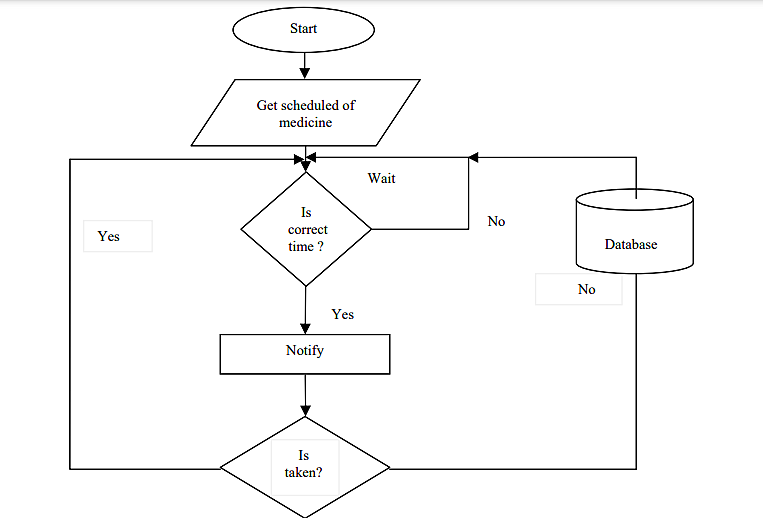 Start
Get scheduled of
medicine
Wait
Is
correct
time ?
No
Yes
Database
No
Yes
Notify
Is
taken?